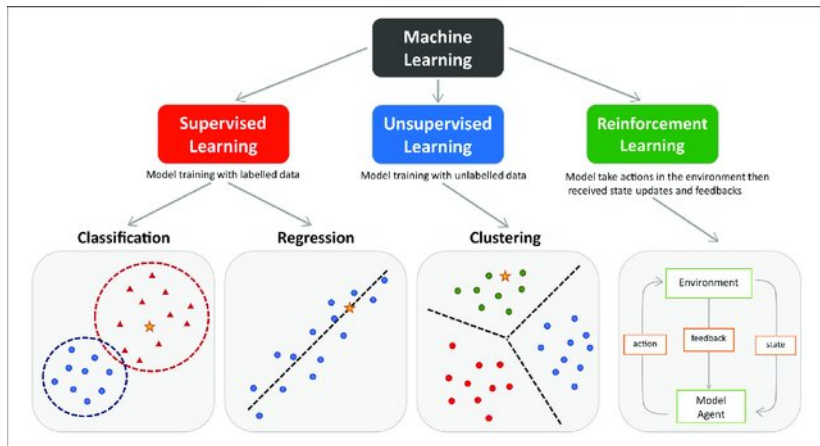 Machine
Learning
Supervised
Learning
Unsupervised
Learning
Reinforcement
Learning
Model training with labelled data
Model training with unlabelled data
Model take actions in the environment then
received state updates and feedbacks
Classification
Regression
Clustering
Environment
action
feedback
state
Model
Agent